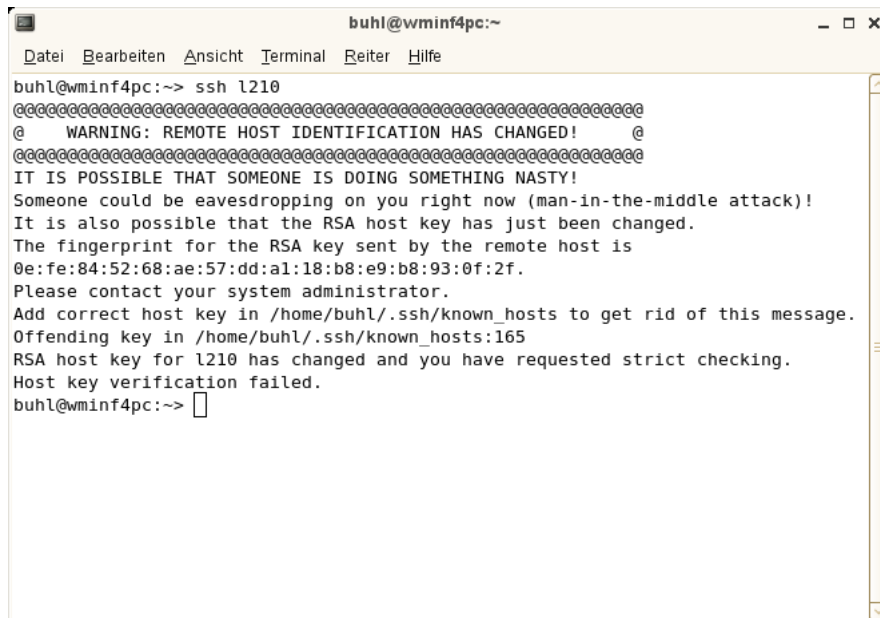 buhl@wminf4pc:~
Datei Bearbeiten Ansicht Terminal Reiter Hilfe
buhl@wminf4pc:~> ssh l210
@@@@@@@@@@@@@@@@@@@@@@@@@@@@@@@@@@@@@@@@@@@@@@@@@@@@@@@@@@@
@    WARNING: REMOTE HOST IDENTIFICATION HAS CHANGED!     @
@@@@@@@@@@@@@@@@@@@@@@@@@@@@@@@@@@@@@@@@@@@@@@@@@@@@@@@@@@@
IT IS POSSIBLE THAT SOMEONE IS DOING SOMETHING NASTY!
Someone could be eavesdropping on you right now (man-in-the-middle attack)!
It is also possible that the RSA host key has just been changed.
The fingerprint for the RSA key sent by the remote host is
0e:fe:84:52:68:ae:57:dd:a1:18:b8:e9:b8:93:0f:2f.
Please contact your system administrator.
Add correct host key in /home/buhl/.ssh/known_hosts to get rid of this message.
Offending key in /home/buhl/.ssh/known_hosts:165
RSA host key for l210 has changed and you have requested strict checking.
Host key verification failed.
buhl@wminf4pc:~>